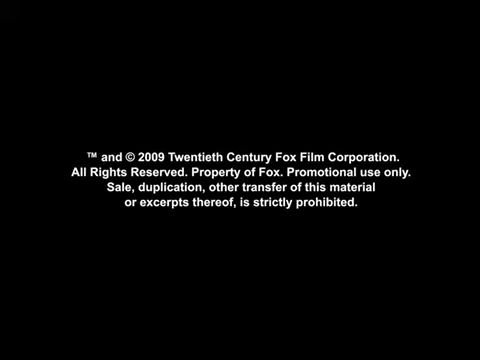 ™ and © 2009 Twentieth Century Fox Film Corporation.
All Rights Reserved. Property of Fox. Promotional use only.
Sale, duplication, other transfer of this material
or excerpts thereof, is strictly prohibited.